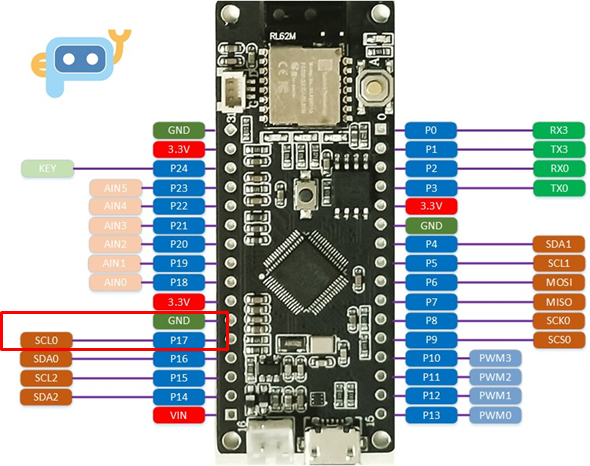 RL62M
GND P0 RX3
3.3V P1 TX3
KEY P24 P2 RX0
AIN5 P23 P3 TX0
AIN4 P22 3.3V
AIN3 P21 GND
AIN2 P20 P4 SDA1
AIN1 P19 P5 SCL1
AIN0 P18 P6 MOSI
3.3V P7 MISO
GND P8 SCK0
SCL0 P17 P9 SCS0
SDA0 P16 P10 PWM3
SCL2 P15 P11 PWM2
SDA2 P14 P12 PWM1
VIN P13 PWM0
16 15